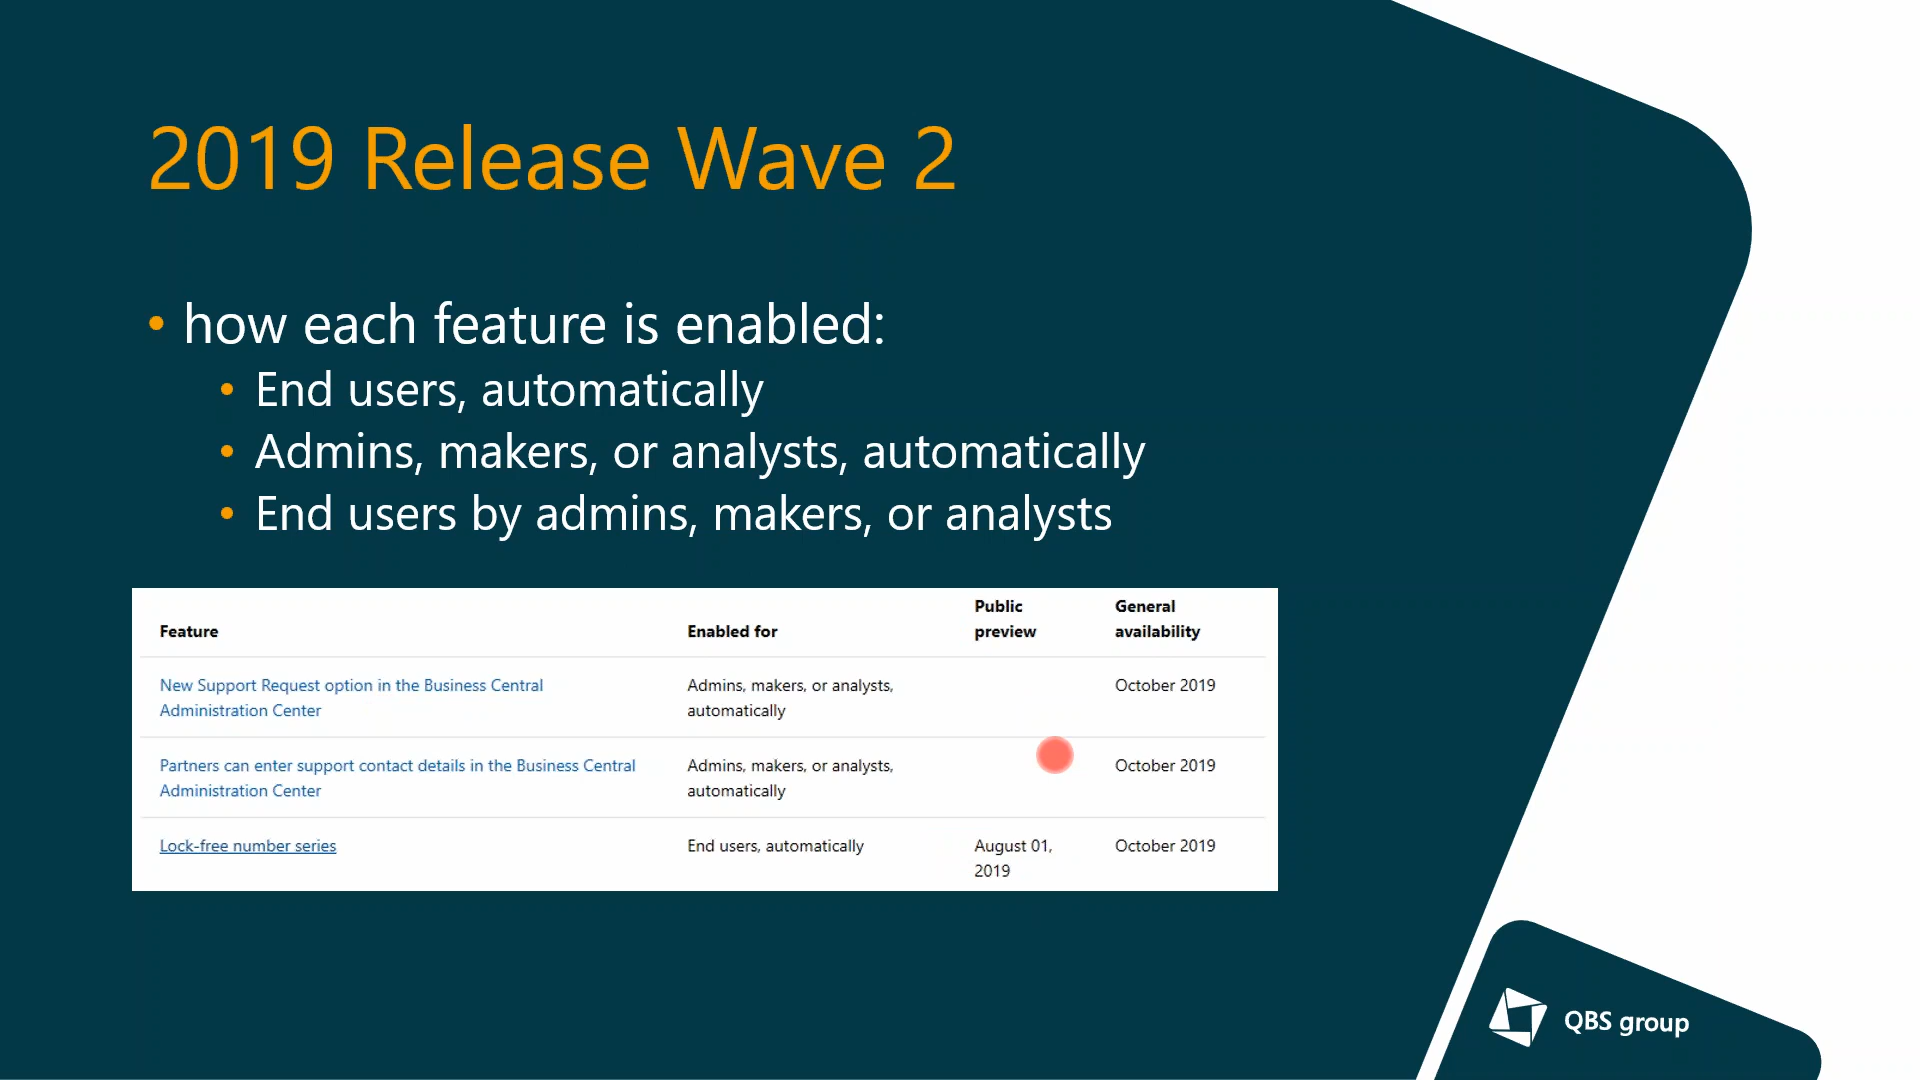 2019 Release Wave 2
• how each feature is enabled:
• End users, automatically
• Admins, makers, or analysts, automatically
• End users by admins, makers, or analysts
Feature Enabled for Public preview General availability
New Support Request option in the Business Central Administration Center Admins, makers, or analysts, automatically October 2019
Partners can enter support contact details in the Business Central Administration Center Admins, makers, or analysts, automatically October 2019
Lock-free number series End users, automatically August 01, 2019 October 2019
QBS group